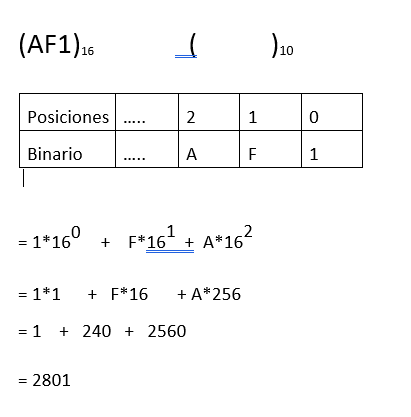 (AF1)16 ( )10
Posiciones ..... 2 1 0
Binario ..... A F 1
= 1*16^0 + F*16^1 + A*16^2
= 1*1 + F*16 + A*256
= 1 + 240 + 2560
= 2801